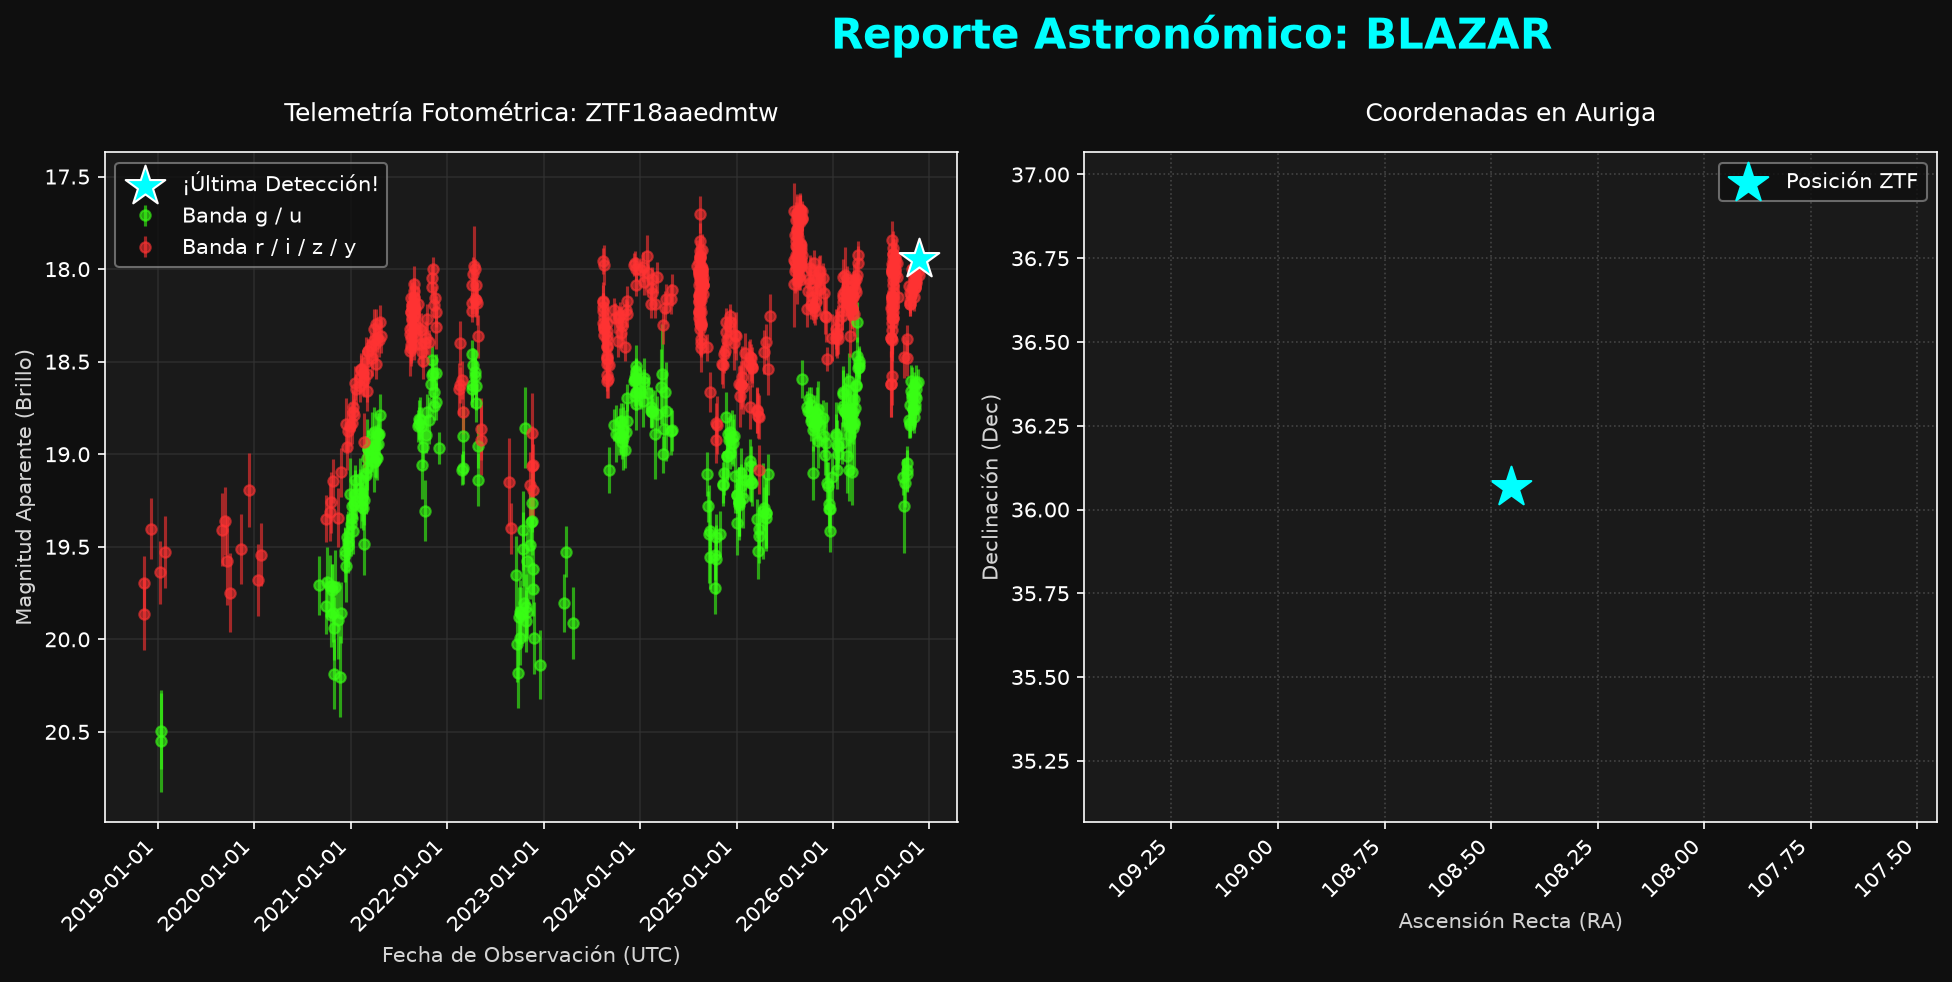 Reporte Astronómico: BLAZAR
Telemetría Fotométrica: ZTF18aaedmtw
¡Última Detección!
Banda g / u
Banda r / i / z / y
Magnitud Aparente (Brillo)
17.5
18.0
18.5
19.0
19.5
20.0
20.5
2019-01-01
2020-01-01
2021-01-01
2022-01-01
2023-01-01
2024-01-01
2025-01-01
2026-01-01
2027-01-01
Fecha de Observación (UTC)
Coordenadas en Auriga
Posición ZTF
Declinación (Dec)
37.00
36.75
36.50
36.25
36.00
35.75
35.50
35.25
109.25
109.00
108.75
108.50
108.25
108.00
107.75
107.50
Ascensión Recta (RA)